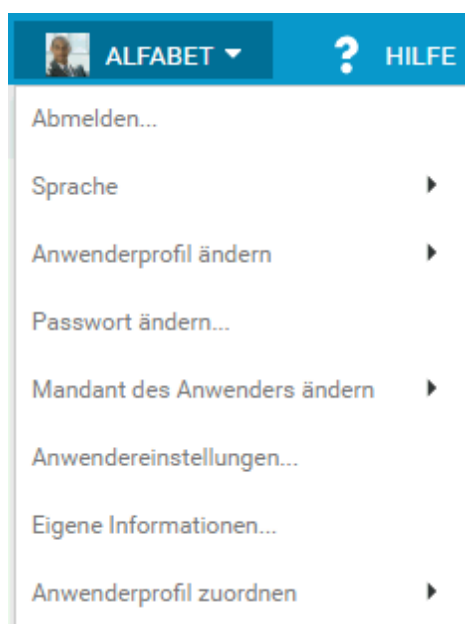 ALFABET ? HILFE
Abmelden...
Sprache
Anwenderprofil ändern
Passwort ändern...
Mandant des Anwenders ändern
Anwendereinstellungen...
Eigene Informationen...
Anwenderprofil zuordnen